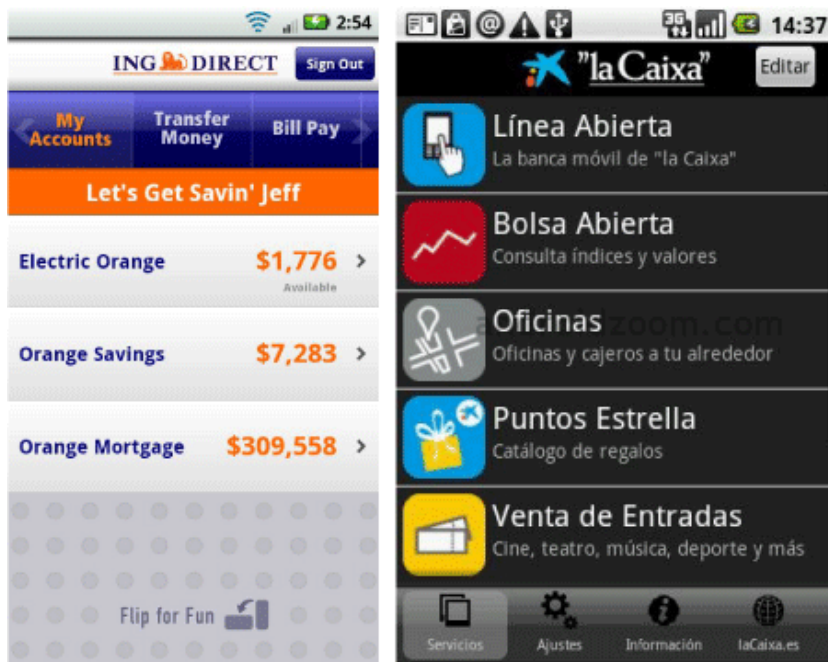 2:54
ING DIRECT
Sign Out
My Accounts
Transfer Money
Bill Pay
Let's Get Savin' Jeff
Electric Orange
$1,776
Available
Orange Savings
$7,283
Orange Mortgage
$309,558
Flip for Fun
3G
14:37
"la Caixa"
Editar
Línea Abierta
La banca móvil de "la Caixa"
Bolsa Abierta
Consulta índices y valores
Oficinas
Oficinas y cajeros a tu alrededor
Puntos Estrella
Catálogo de regalos
Venta de Entradas
Cine, teatro, música, deporte y más
Servicios
Ajustes
Información
laCaixa.es